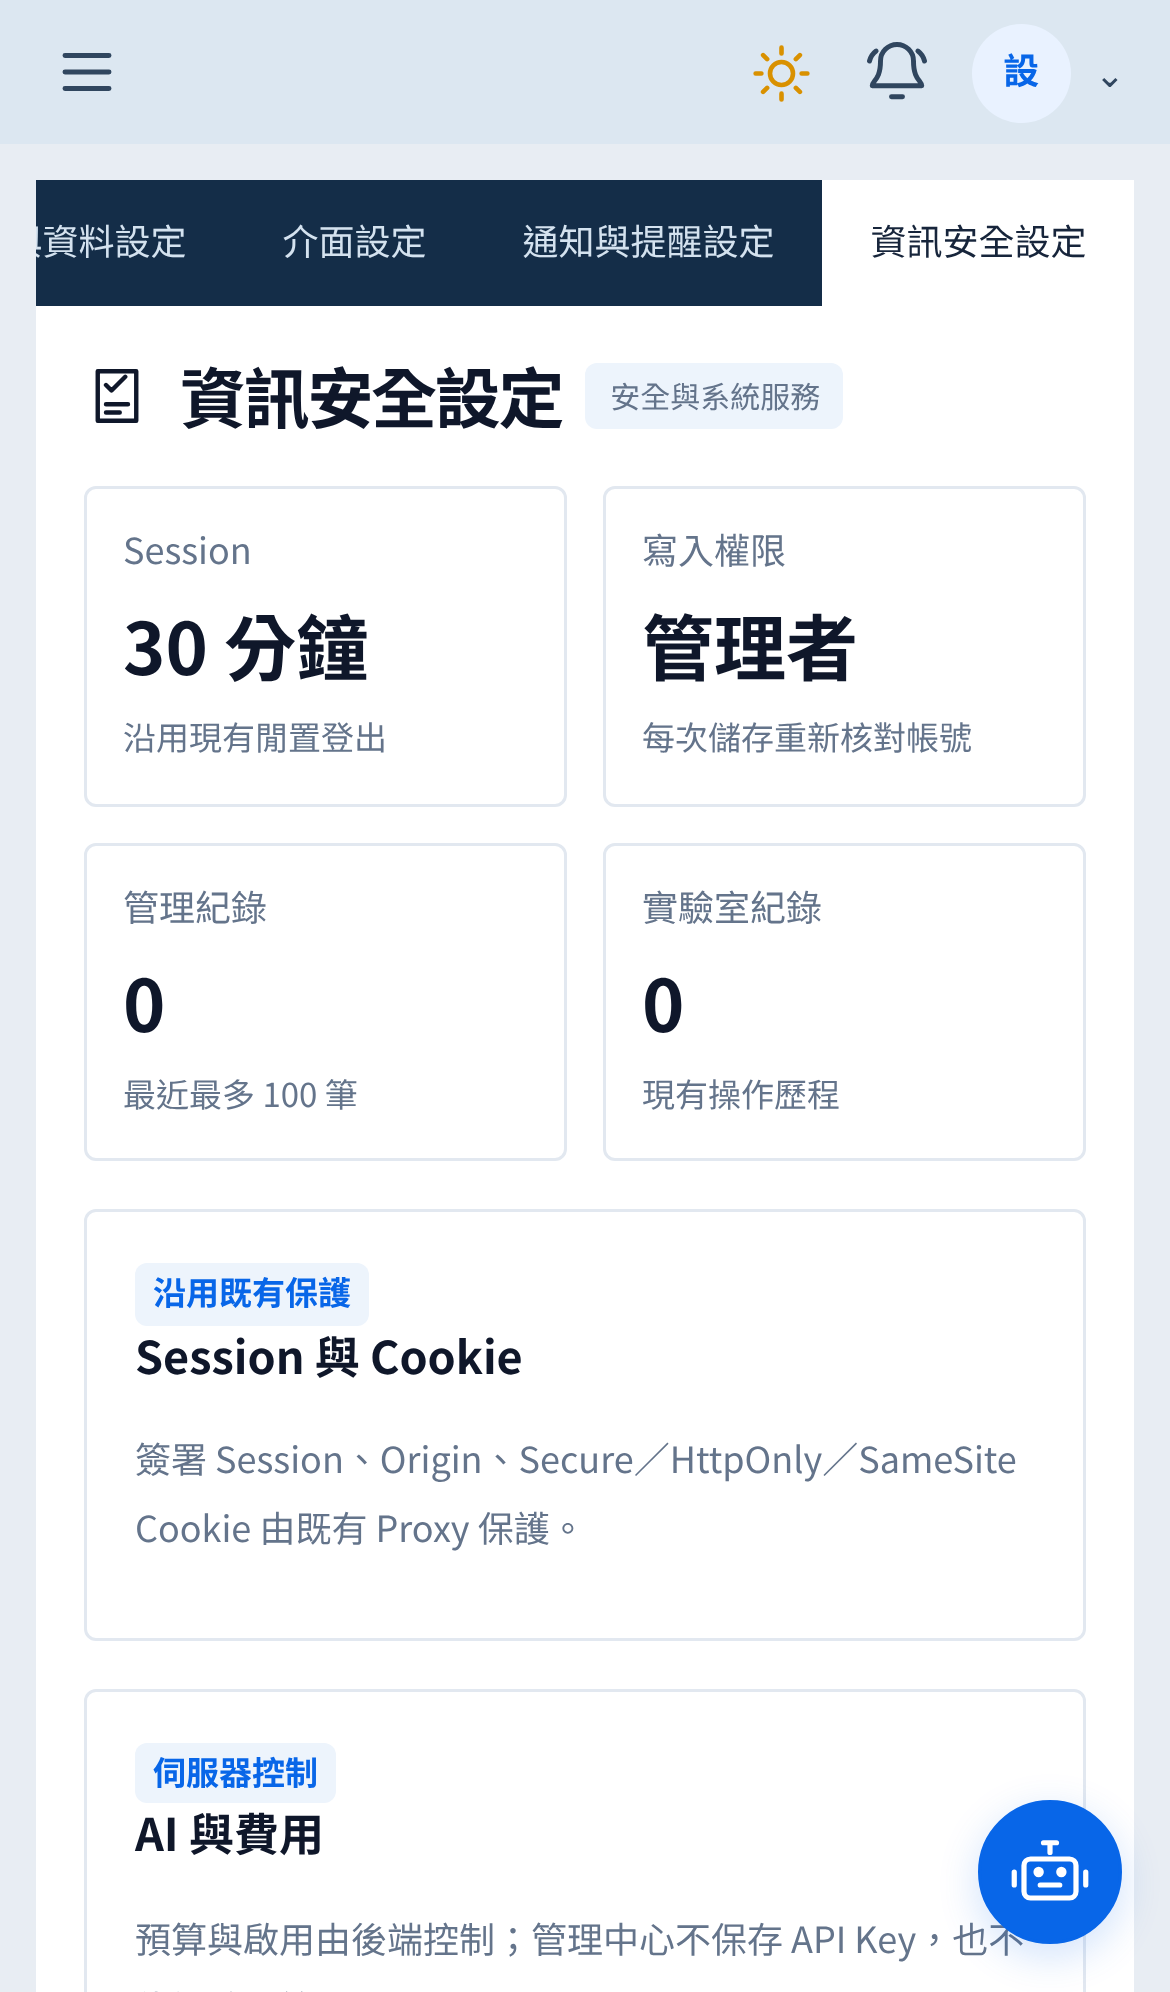 設
資料設定
介面設定
通知與提醒設定
資訊安全設定
資訊安全設定
安全與系統服務
Session
30 分鐘
沿用現有閒置登出
寫入權限
管理者
每次儲存重新核對帳號
管理紀錄
0
最近最多 100 筆
實驗室紀錄
0
現有操作歷程
沿用既有保護
Session 與 Cookie
簽署 Session、Origin、Secure／HttpOnly／SameSite
Cookie 由既有 Proxy 保護。
伺服器控制
AI 與費用
預算與啟用由後端控制；管理中心不保存 API Key，也不